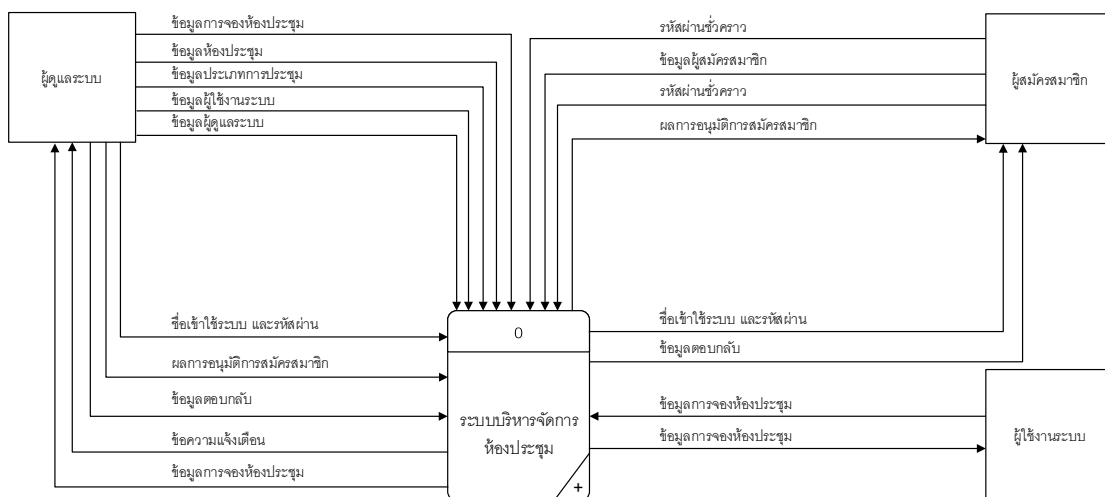 ข้อมูลการจองห้องประชุม
ข้อมูลห้องประชุม
ข้อมูลประเภทการประชุม
ข้อมูลผู้ใช้งานระบบ
ข้อมูลผู้ดูแลระบบ
ผู้ดูแลระบบ
รหัสผ่านชั่วคราว
ข้อมูลผู้สมัครสมาชิก
รหัสผ่านชั่วคราว
ผลการอนุมัติการสมัครสมาชิก
ผู้สมัครสมาชิก
ชื่อเข้าใช้ระบบ และรหัสผ่าน
ผลการอนุมัติการสมัครสมาชิก
ข้อมูลตอบกลับ
ข้อความแจ้งเตือน
ข้อมูลการจองห้องประชุม
0
ระบบบริหารจัดการ
ห้องประชุม
+
ชื่อเข้าใช้ระบบ และรหัสผ่าน
ข้อมูลตอบกลับ
ข้อมูลการจองห้องประชุม
ข้อมูลการจองห้องประชุม
ผู้ใช้งานระบบ